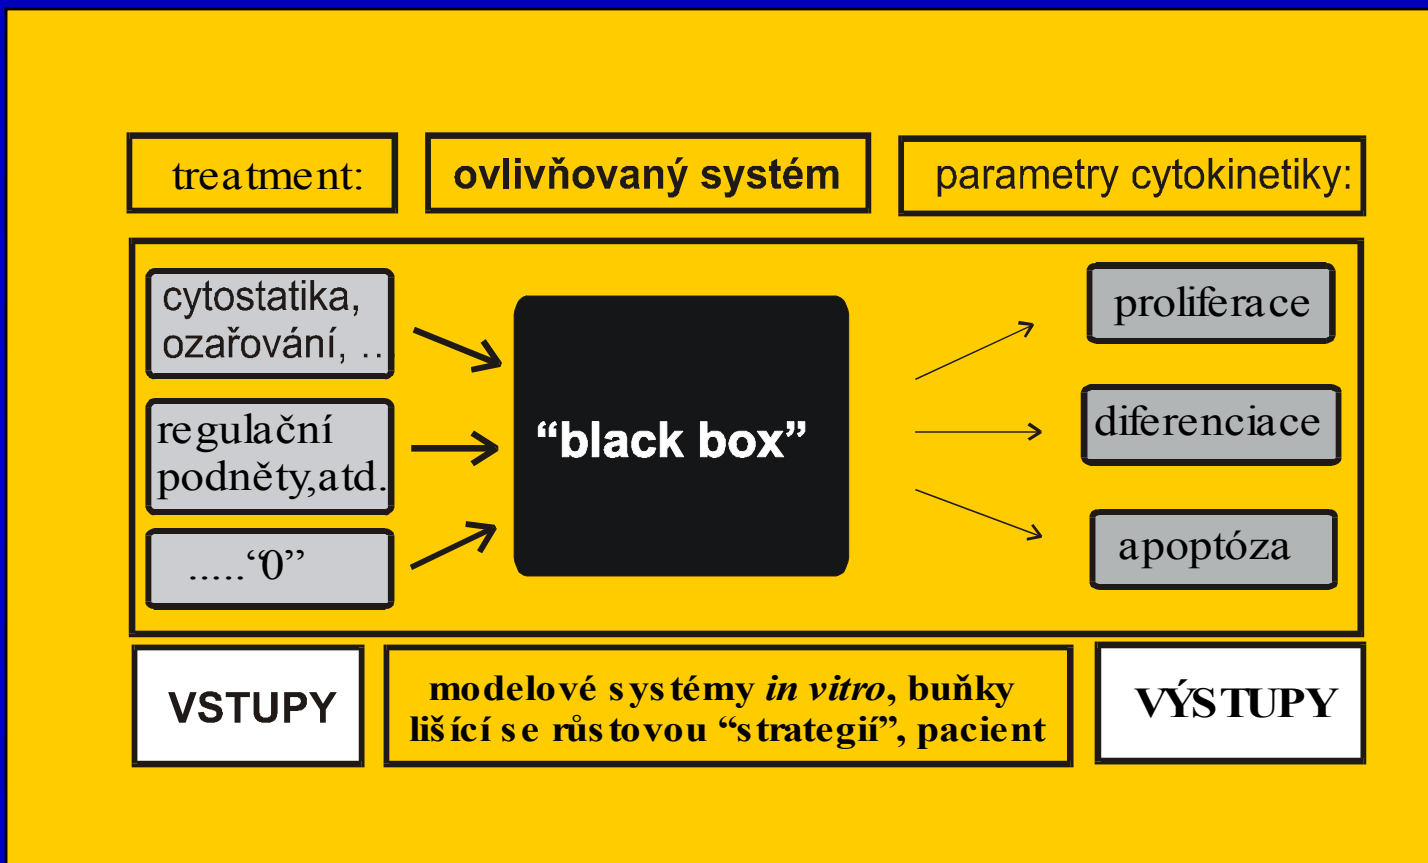 treatment:
ovlivňovaný systém
parametry cytokinetiky:
cytostatika,
ozařování, ...
regulační
podněty,atd.
.....“0”
“black box”
proliferace
diferenciace
apoptóza
VSTUPY
modelové systémy in vitro, buňky
lišící se růstovou “strategií”, pacient
VÝSTUPY